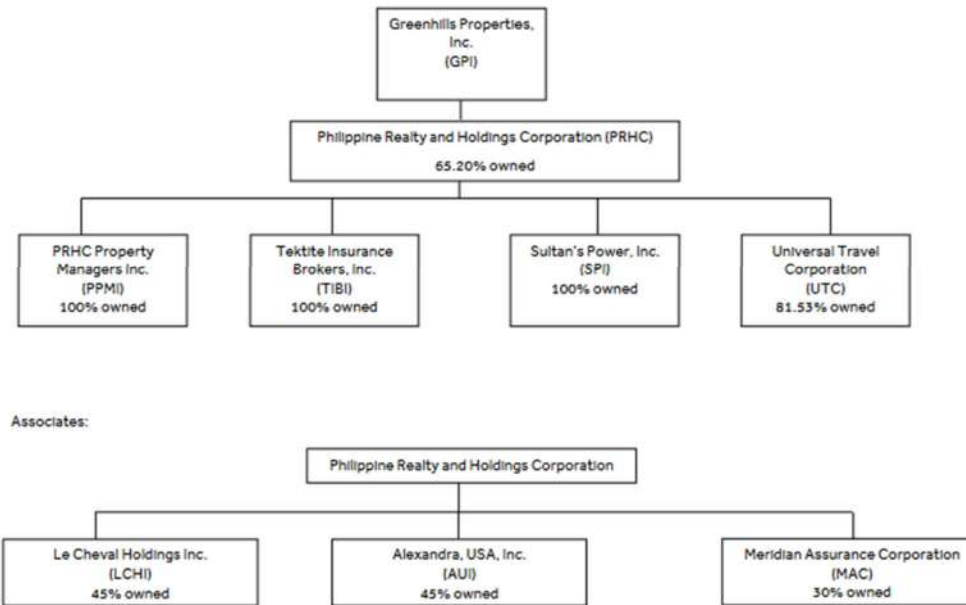 Greenhills Properties,
Inc.
(GPI)
Philippine Realty and Holdings Corporation (PRHC)
65.20% owned
PRHC Property
Managers Inc.
(PPMI)
100% owned
Tektite Insurance
Brokers, Inc.
(TIBI)
100% owned
Sultan's Power, Inc.
(SPI)
100% owned
Universal Travel
Corporation
(UTC)
81.53% owned
Associates:
Philippine Realty and Holdings Corporation
Le Cheval Holdings Inc.
(LCHI)
45% owned
Alexandra, USA, Inc.
(AUI)
45% owned
Meridian Assurance Corporation
(MAC)
30% owned